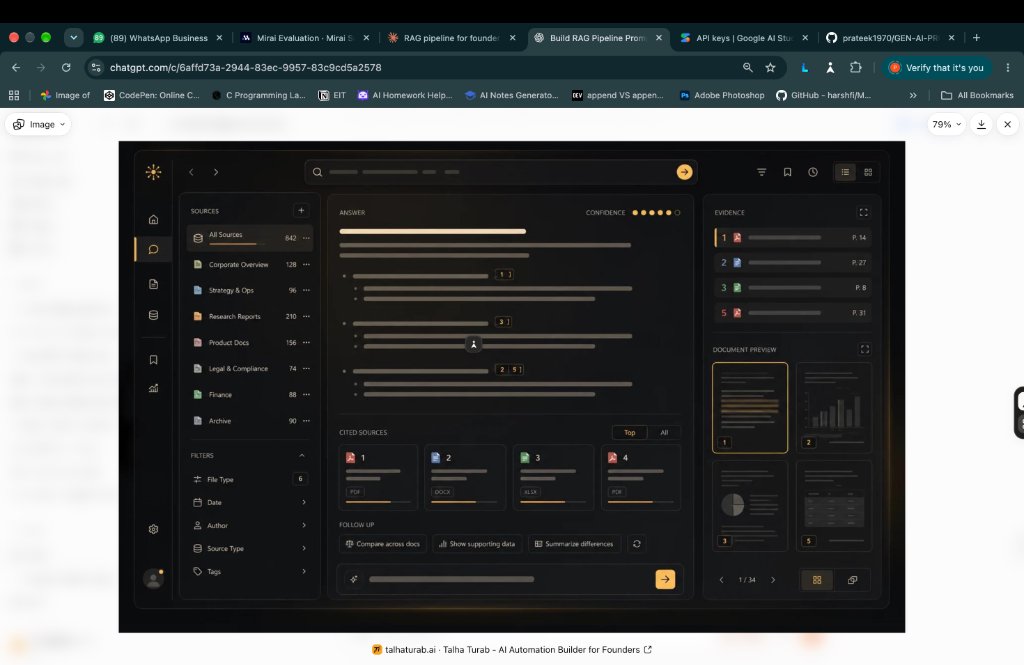 (89) WhatsApp Business
Mirai Evaluation · Mirai S
RAG pipeline for founder
Build RAG Pipeline Prom
API keys | Google AI Stu
prateek1970/GEN-AI-PR
chatgpt.com/c/6affd73a-2944-83ec-9957-83c9cd5a2578
Verify that it's you
Image of
CodePen: Online C...
C Programming La...
EIT
AI Homework Help...
AI Notes Generato...
DEV append VS appen...
Ps Adobe Photoshop
GitHub - harshfi/M...
All Bookmarks
Image
79%
SOURCES
All Sources 842
Corporate Overview 128
Strategy & Ops 96
Research Reports 210
Product Docs 156
Legal & Compliance 74
Finance 88
Archive 90
FILTERS
File Type 6
Date
Author
Source Type
Tags
ANSWER
CONFIDENCE
1
3
2 5
CITED SOURCES
Top All
1 2 3 4
PDF DOCX XLSX PDF
FOLLOW UP
Compare across docs
Show supporting data
Summarize differences
EVIDENCE
1 P. 14
2 P. 27
3 P. 8
5 P. 31
DOCUMENT PREVIEW
1 2
3 5
1 / 34
talhaturab.ai · Talha Turab - AI Automation Builder for Founders